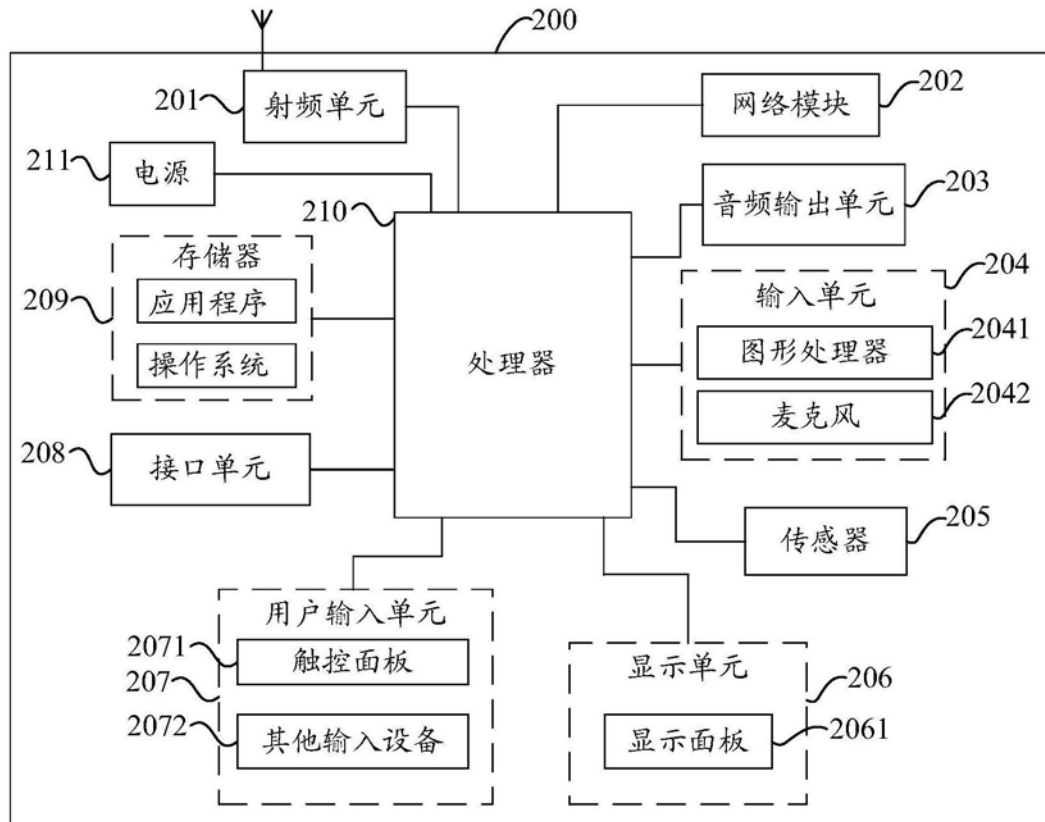 200
201
射频单元
网络模块
202
211
电源
210
音频输出单元
203
存储器
209
应用程序
操作系统
处理器
输入单元
204
图形处理器
2041
麦克风
2042
208
接口单元
传感器
205
用户输入单元
2071
触控面板
207
2072
其他输入设备
显示单元
206
显示面板
2061